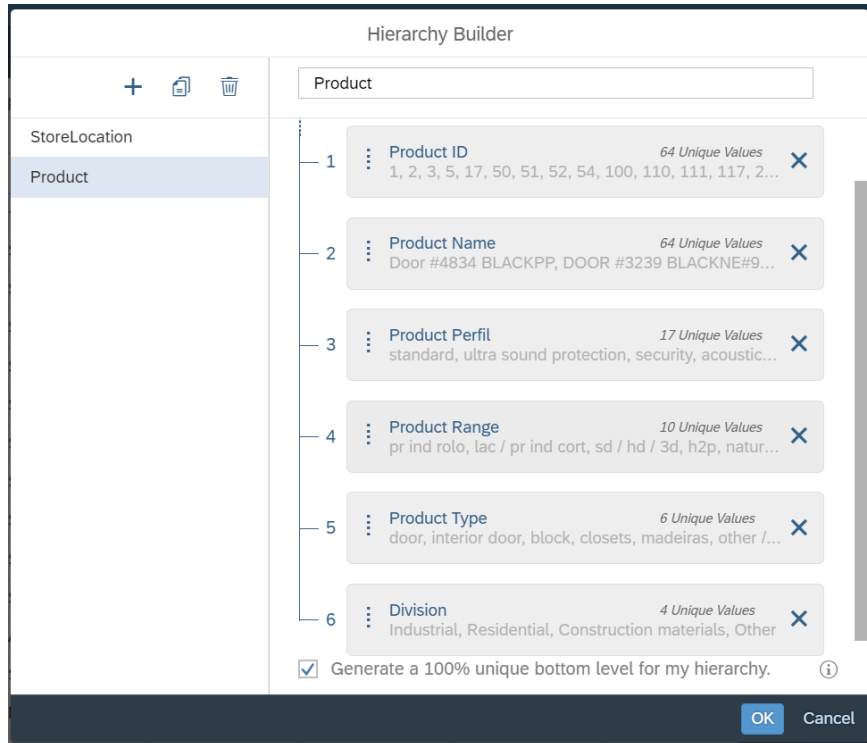 Hierarchy Builder
Product
StoreLocation
Product
1
Product ID
64 Unique Values
1, 2, 3, 5, 17, 50, 51, 52, 54, 100, 110, 111, 117, 2...
2
Product Name
64 Unique Values
Door #4834 BLACKPP, DOOR #3239 BLACKNE#9...
3
Product Perfil
17 Unique Values
standard, ultra sound protection, security, acoustic...
4
Product Range
10 Unique Values
pr ind rolo, lac / pr ind cort, sd / hd / 3d, h2p, natur...
5
Product Type
6 Unique Values
door, interior door, block, closets, madeiras, other /...
6
Division
4 Unique Values
Industrial, Residential, Construction materials, Other
Generate a 100% unique bottom level for my hierarchy.
OK
Cancel